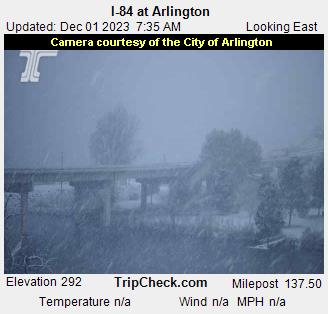 I-84 at Arlington
Updated: Dec 01 2023 7:35 AM Looking East
Camera courtesy of the City of Arlington
Elevation 292 TripCheck.com Milepost 137.50
Temperature n/a Wind n/a MPH n/a